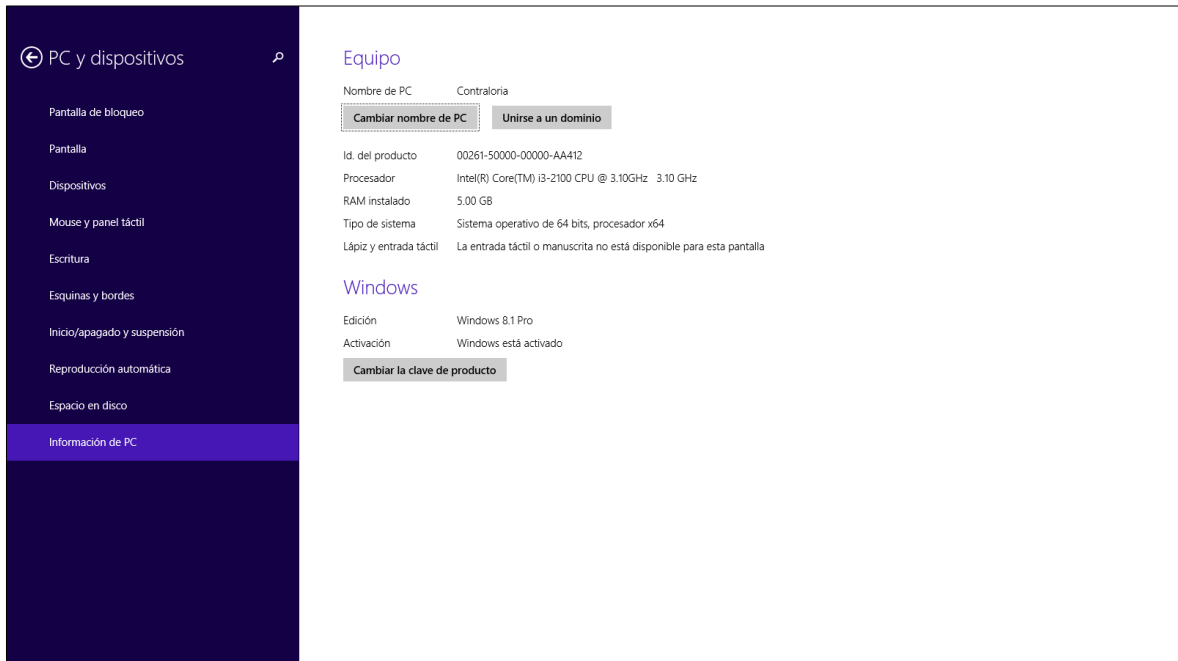 PC y dispositivos
Pantalla de bloqueo
Pantalla
Dispositivos
Mouse y panel táctil
Escritura
Esquinas y bordes
Inicio/apagado y suspensión
Reproducción automática
Espacio en disco
Información de PC
Equipo
Nombre de PC Contraloria
Cambiar nombre de PC Unirse a un dominio
Id. del producto 00261-50000-00000-AA412
Procesador Intel(R) Core(TM) i3-2100 CPU @ 3.10GHz 3.10 GHz
RAM instalado 5.00 GB
Tipo de sistema Sistema operativo de 64 bits, procesador x64
Lápiz y entrada táctil La entrada táctil o manuscrita no está disponible para esta pantalla
Windows
Edición Windows 8.1 Pro
Activación Windows está activado
Cambiar la clave de producto